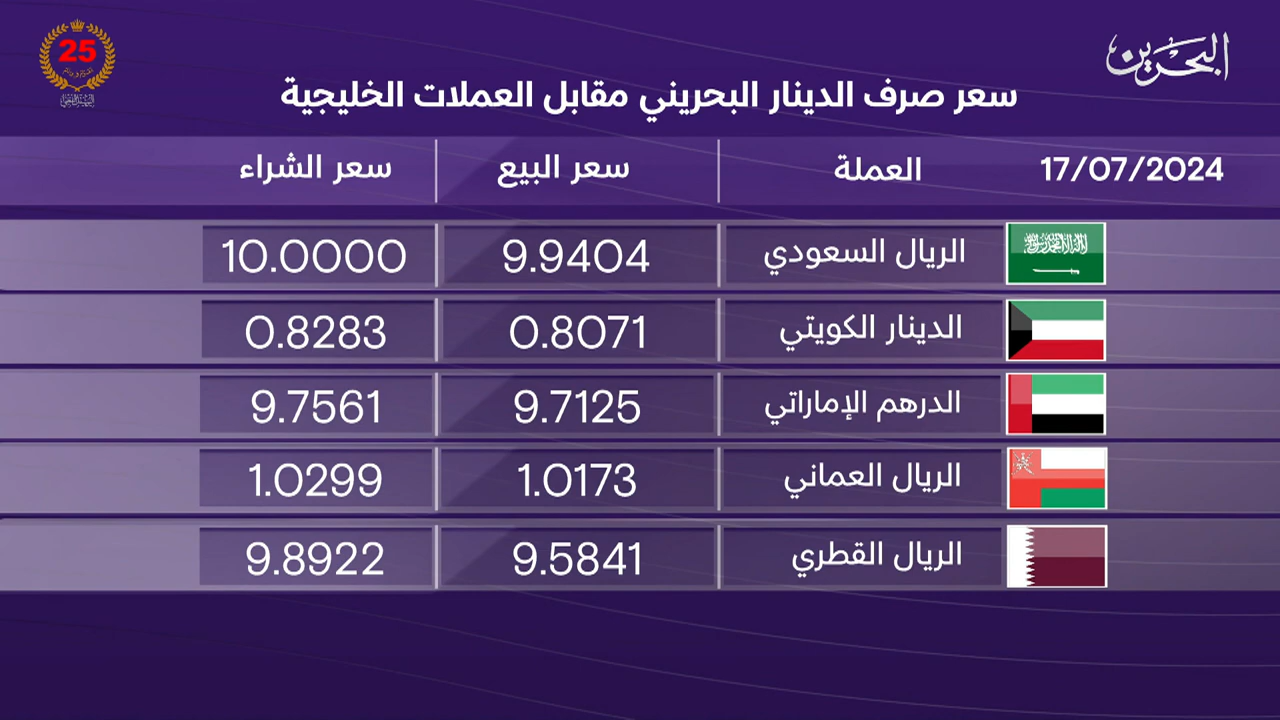 البحرين
25
سعر صرف الدينار البحريني مقابل العملات الخليجية
17/07/2024 العملة سعر البيع سعر الشراء
الريال السعودي 9.9404 10.0000
الدينار الكويتي 0.8071 0.8283
الدرهم الإماراتي 9.7125 9.7561
الريال العماني 1.0173 1.0299
الريال القطري 9.5841 9.8922